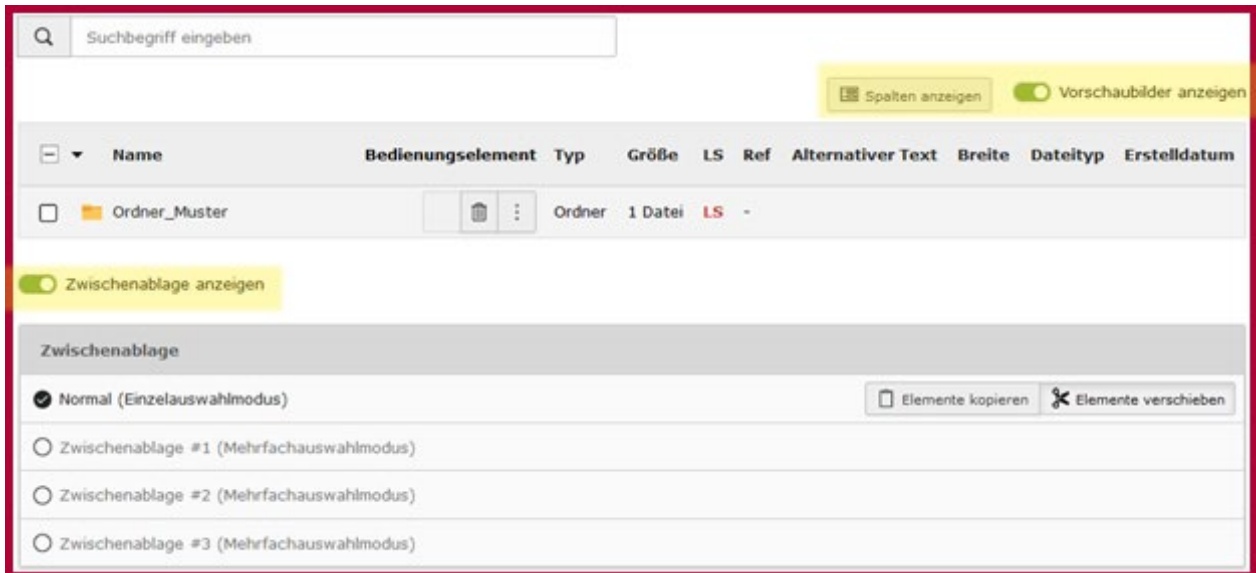 Suchbegriff eingeben
Spalten anzeigen Vorschaubilder anzeigen
Name Bedienungselement Typ Größe LS Ref Alternativer Text Breite Dateityp Erstelldatum
Ordner_Muster Ordner 1 Datei LS -
Zwischenablage anzeigen
Zwischenablage
Normal (Einzelauswahlmodus) Elemente kopieren Elemente verschieben
Zwischenablage #1 (Mehrfachauswahlmodus)
Zwischenablage #2 (Mehrfachauswahlmodus)
Zwischenablage #3 (Mehrfachauswahlmodus)